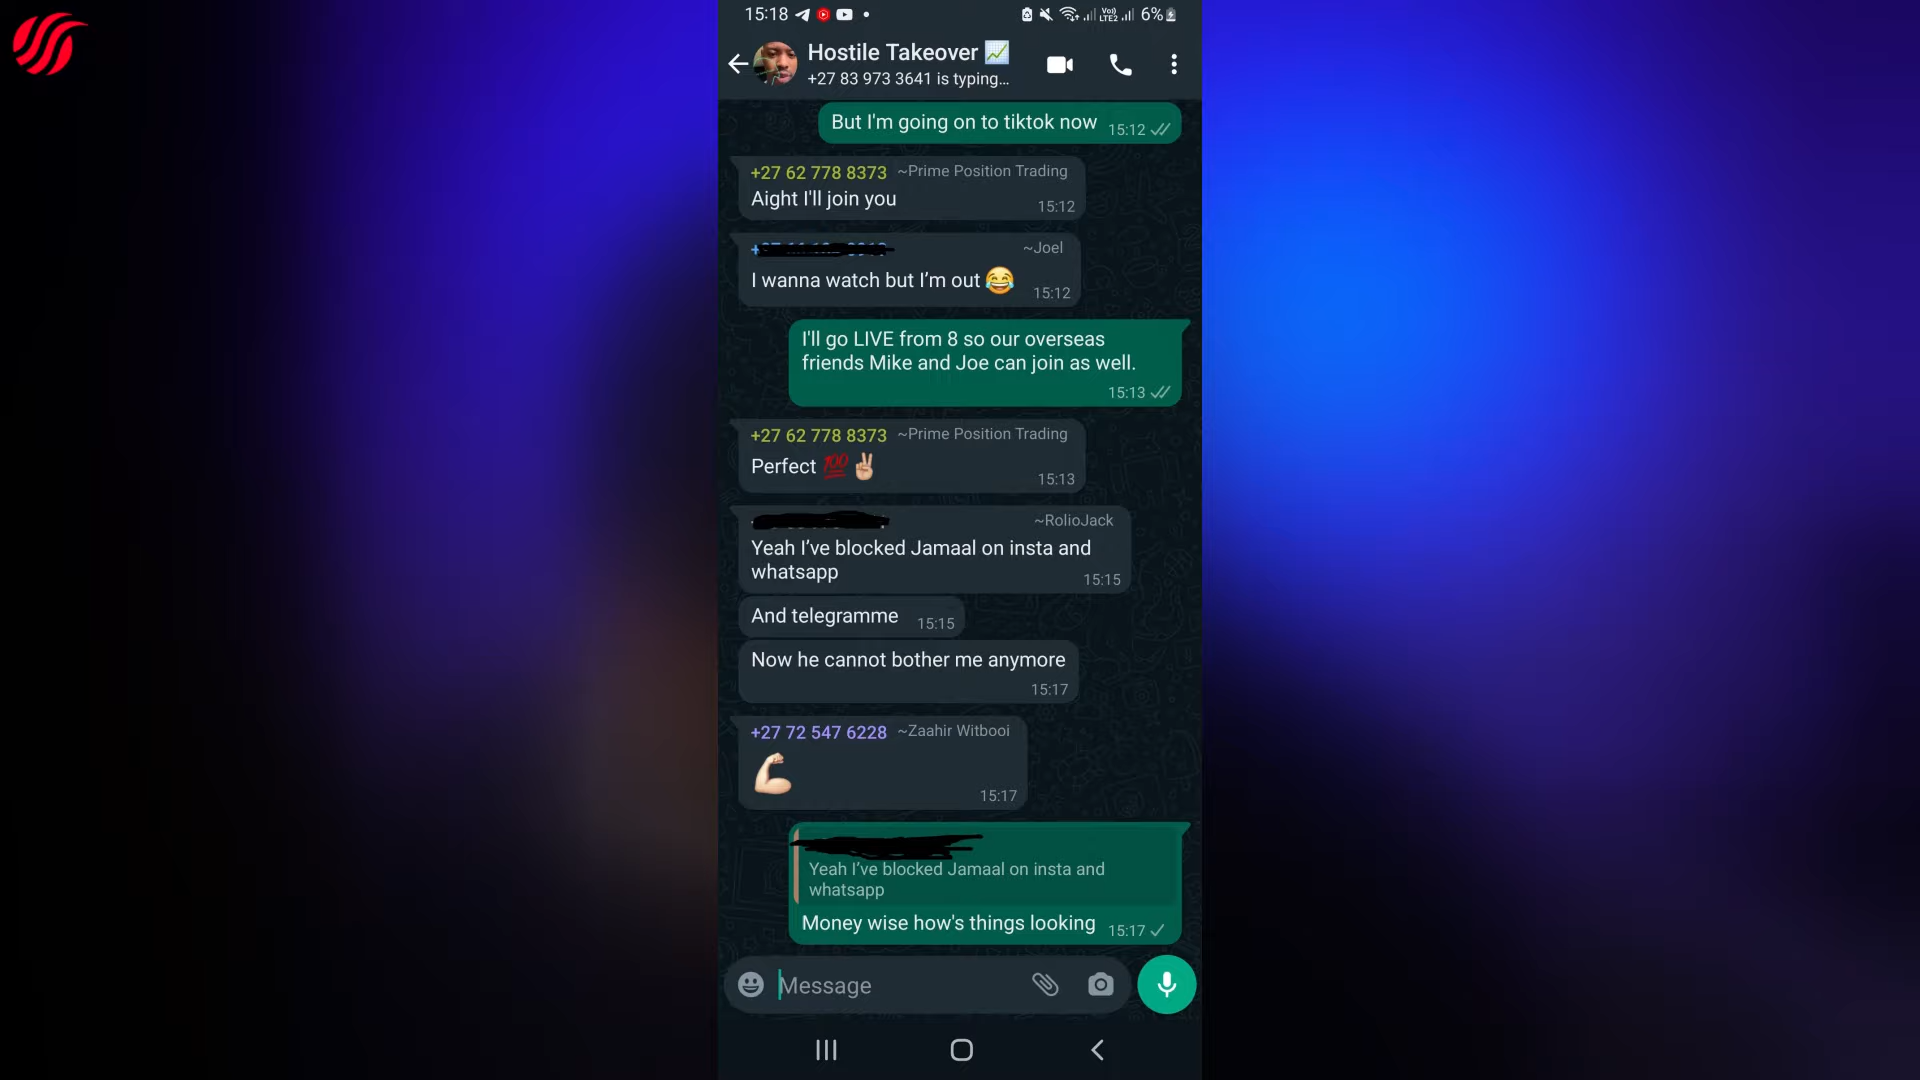 15:18
Vo)) LTE2
6%
Hostile Takeover 📈
+27 83 973 3641 is typing...
But I'm going on to tiktok now
15:12
+27 62 778 8373 ~Prime Position Trading
Aight I'll join you
15:12
~Joel
I wanna watch but I'm out 😂
15:12
I'll go LIVE from 8 so our overseas
friends Mike and Joe can join as well.
15:13
+27 62 778 8373 ~Prime Position Trading
Perfect 💯✌🏼
15:13
~RolioJack
Yeah I've blocked Jamaal on insta and
whatsapp
15:15
And telegramme
15:15
Now he cannot bother me anymore
15:17
+27 72 547 6228 ~Zaahir Witbooi
💪🏻
15:17
Yeah I've blocked Jamaal on insta and
whatsapp
Money wise how's things looking
15:17
Message